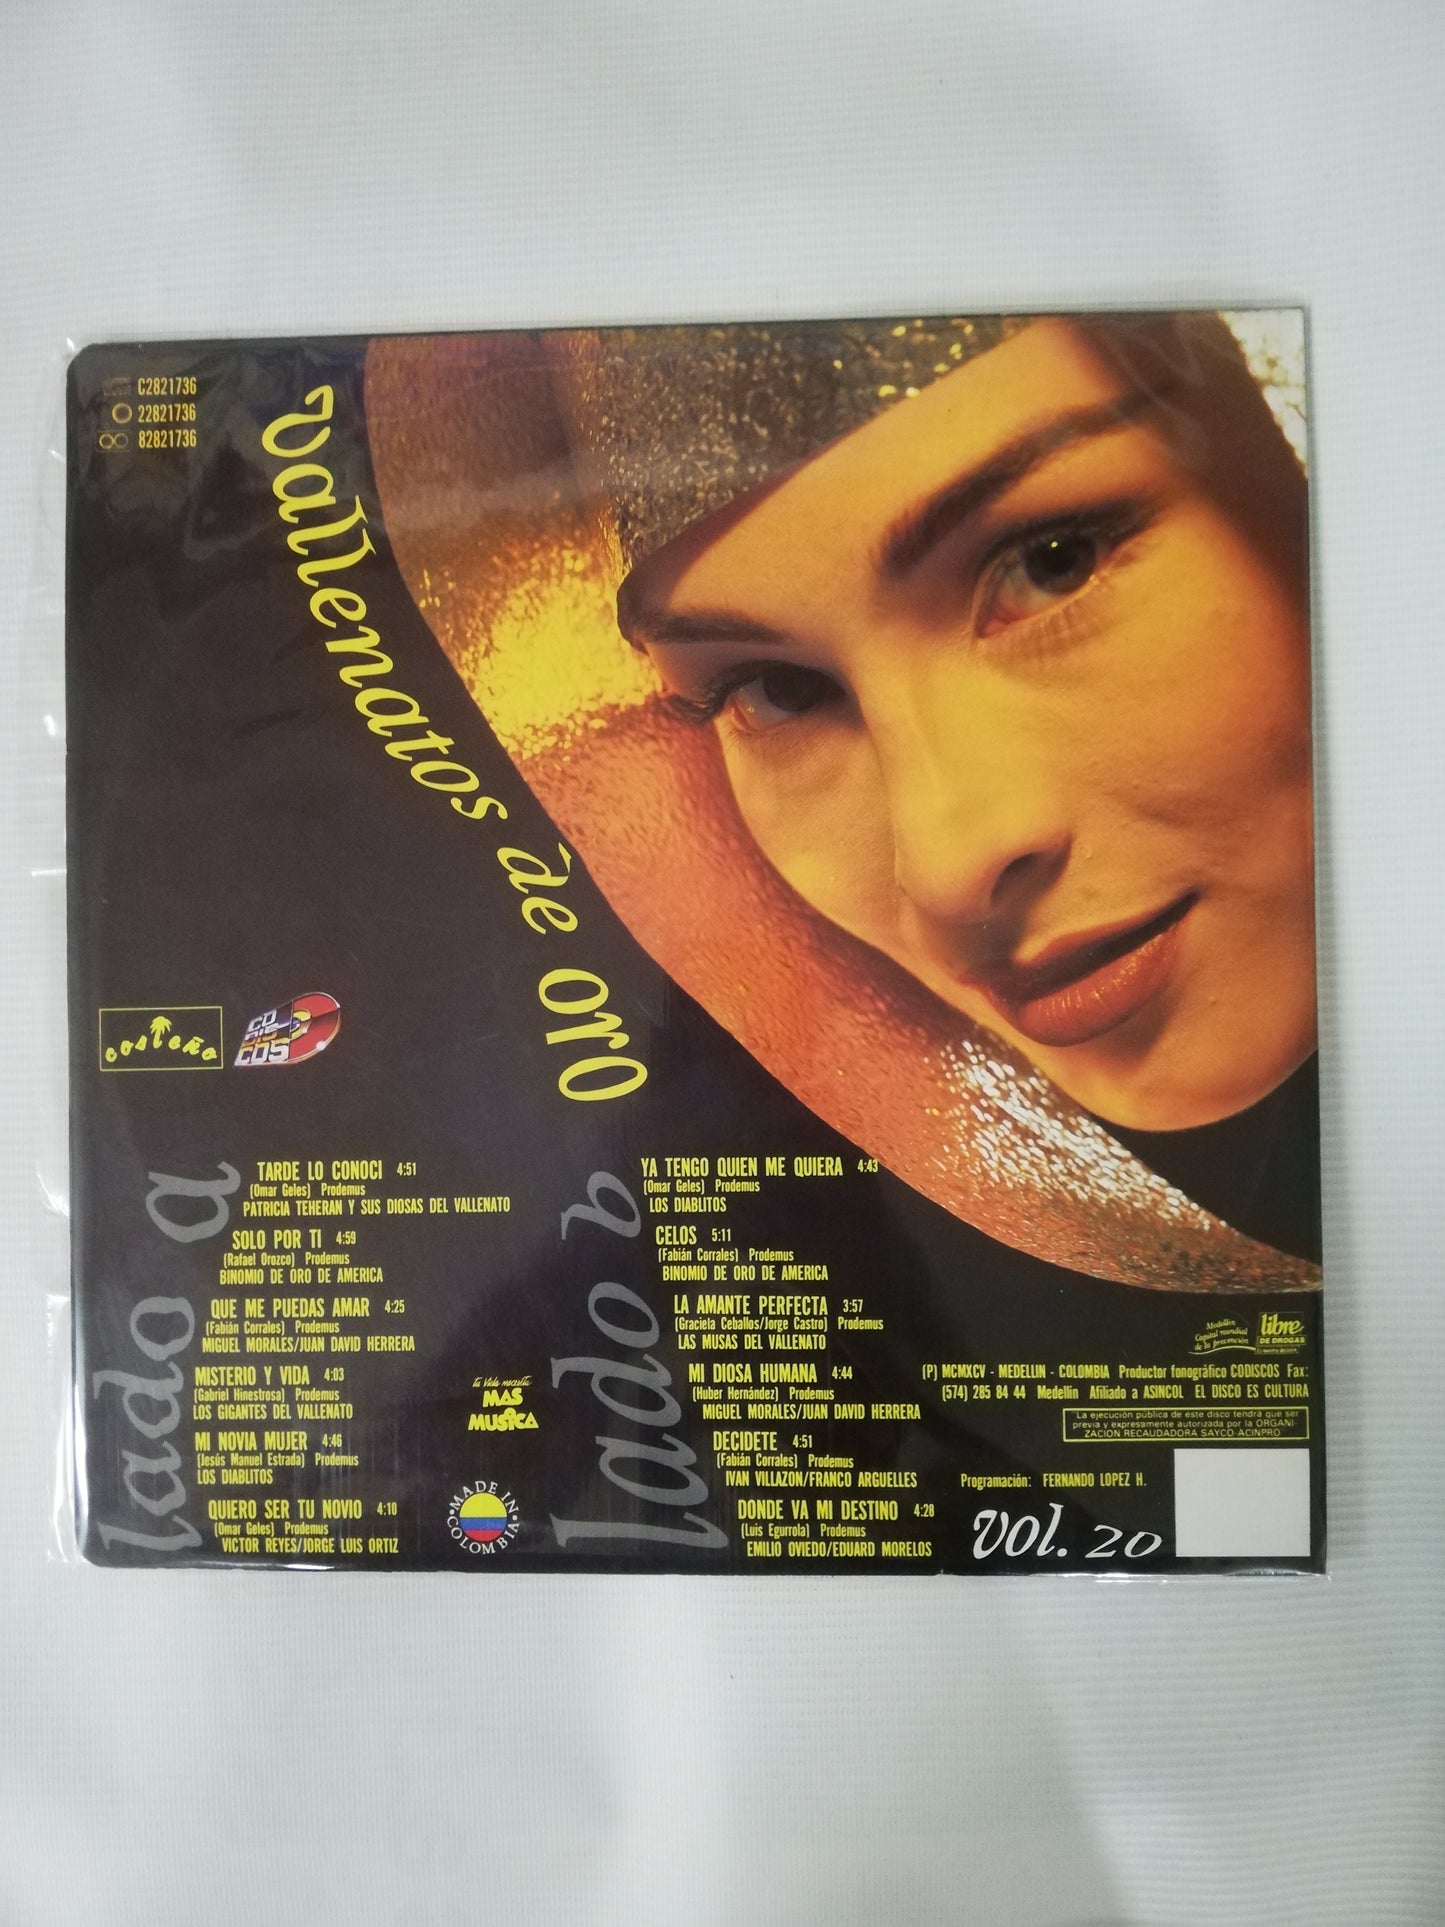 C2821736
22821736
82821736
vallenatos de oro
costeño
CODISCOS
lado a
TARDE LO CONOCI 4:51
(Omar Geles) Prodemus
PATRICIA TEHERAN Y SUS DIOSAS DEL VALLENATO
SOLO POR TI 4:59
(Rafael Orozco) Prodemus
BINOMIO DE ORO DE AMERICA
QUE ME PUEDAS AMAR 4:25
(Fabián Corrales) Prodemus
MIGUEL MORALES/JUAN DAVID HERRERA
MISTERIO Y VIDA 4:03
(Gabriel Hinestrosa) Prodemus
LOS GIGANTES DEL VALLENATO
MI NOVIA MUJER 4:46
(Jesús Manuel Estrada) Prodemus
LOS DIABLITOS
QUIERO SER TU NOVIO 4:10
(Omar Geles) Prodemus
VICTOR REYES/JORGE LUIS ORTIZ
tu Vida necesita
MAS
MUSICA
MADE IN
COLOMBIA
lado b
YA TENGO QUIEN ME QUIERA 4:43
(Omar Geles) Prodemus
LOS DIABLITOS
CELOS 5:11
(Fabián Corrales) Prodemus
BINOMIO DE ORO DE AMERICA
LA AMANTE PERFECTA 3:57
(Graciela Ceballos/Jorge Castro) Prodemus
LAS MUSAS DEL VALLENATO
MI DIOSA HUMANA 4:44
(Huber Hernández) Prodemus
MIGUEL MORALES/JUAN DAVID HERRERA
DECIDETE 4:51
(Fabián Corrales) Prodemus
IVAN VILLAZON/FRANCO ARGUELLES
DONDE VA MI DESTINO 4:28
(Luis Egurrola) Prodemus
EMILIO OVIEDO/EDUARD MORELOS
Medellín
Capital mundial
de la prevención
libre
DE DROGAS
(P) MCMXCV - MEDELLIN - COLOMBIA Productor fonográfico CODISCOS Fax:
(574) 285 84 44 Medellín Afiliado a ASINCOL EL DISCO ES CULTURA
La ejecución pública de este disco tendrá que ser
previa y expresamente autorizada por la ORGANI-
ZACION RECAUDADORA SAYCO-ACINPRO
Programación: FERNANDO LOPEZ H.
vol. 20